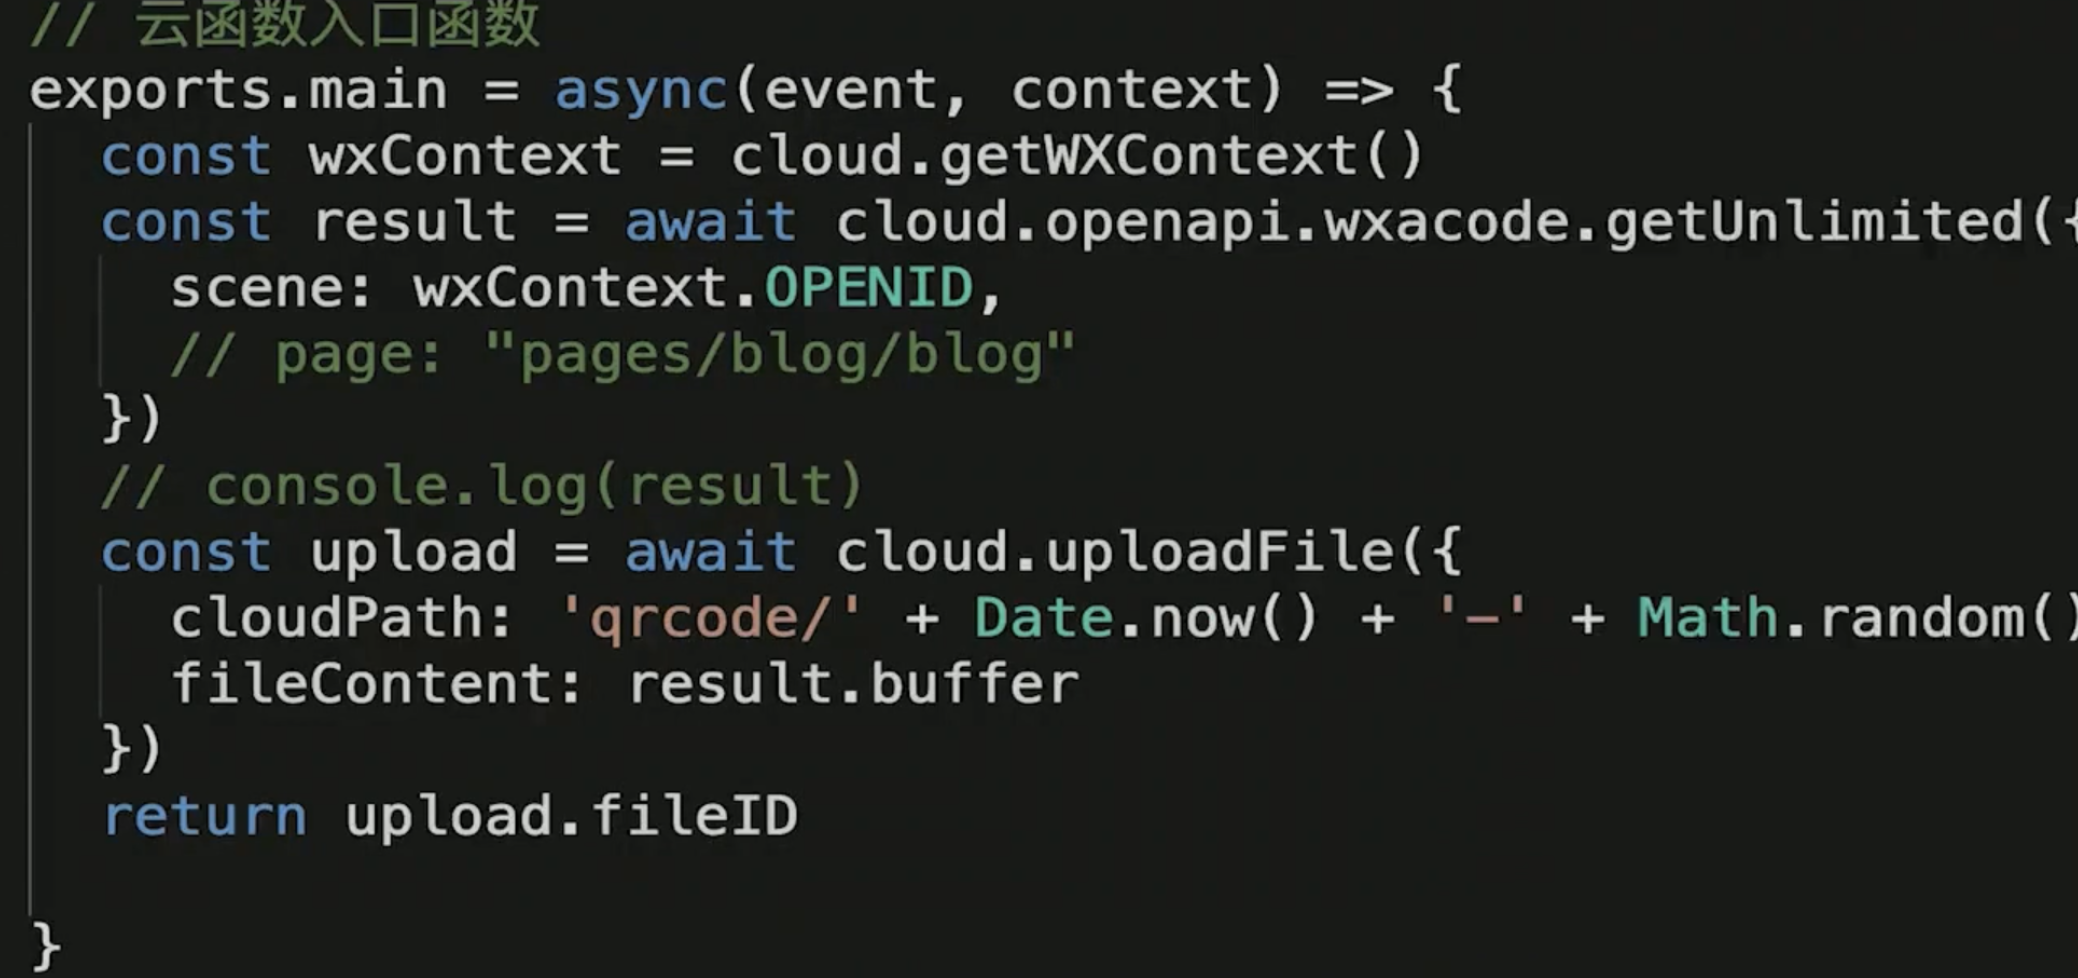 // 云函数入口函数
exports.main = async(event, context) => {
  const wxContext = cloud.getWXContext()
  const result = await cloud.openapi.wxacode.getUnlimited({
    scene: wxContext.OPENID,
    // page: "pages/blog/blog"
  })
  // console.log(result)
  const upload = await cloud.uploadFile({
    cloudPath: 'qrcode/' + Date.now() + '-' + Math.random()
    fileContent: result.buffer
  })
  return upload.fileID
}